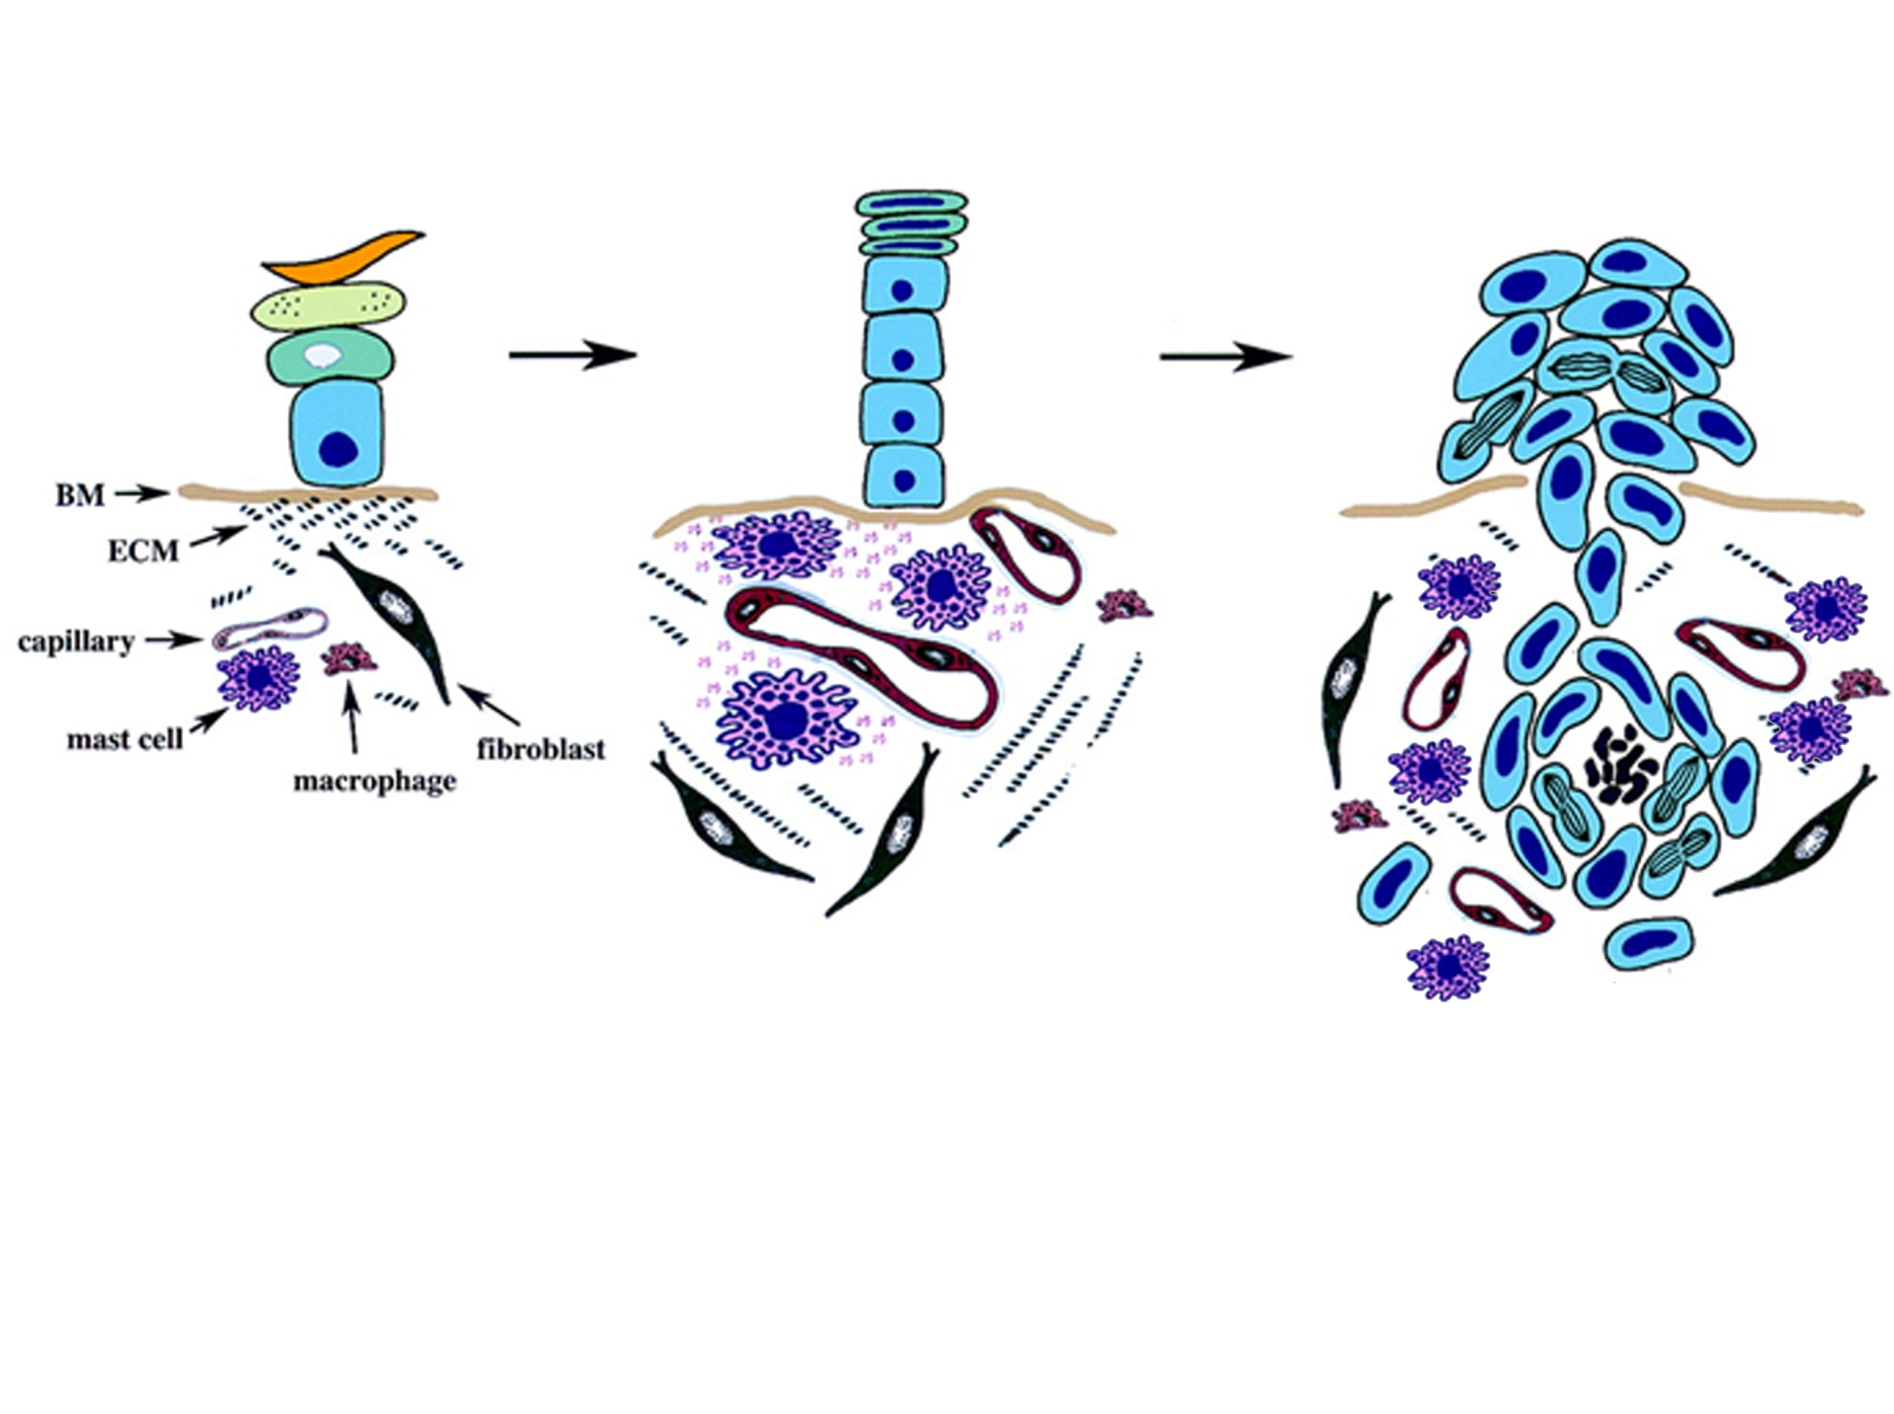 BM
ECM
capillary
mast cell
macrophage
fibroblast